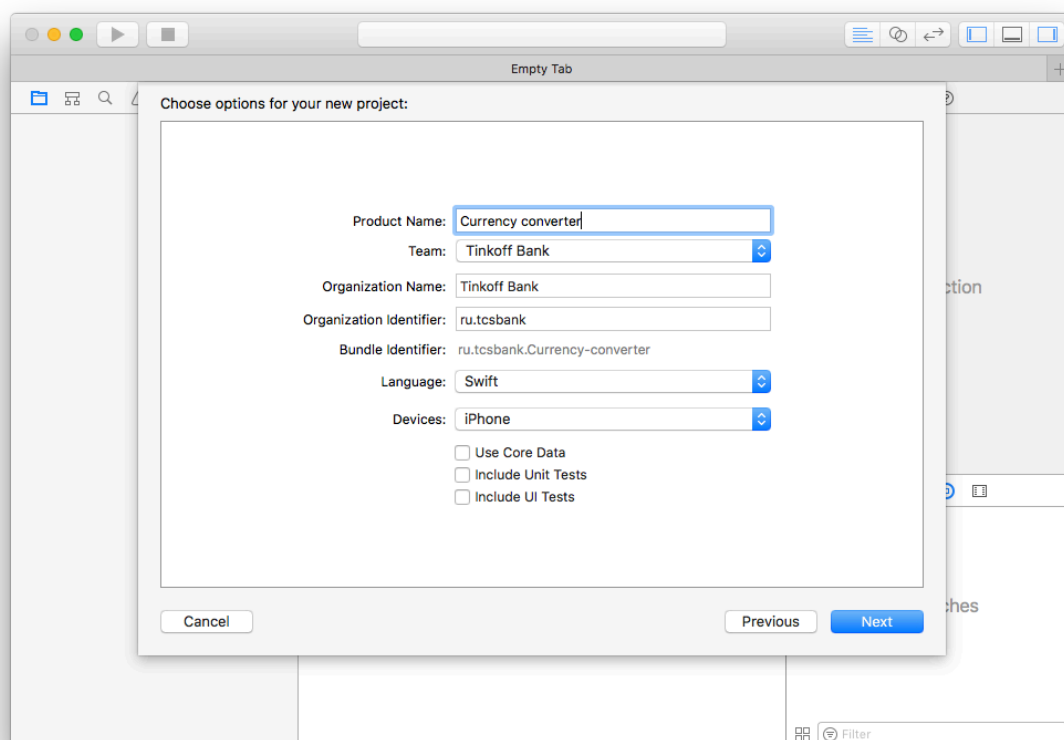 Empty Tab
Choose options for your new project:
Product Name: Currency converter
Team: Tinkoff Bank
Organization Name: Tinkoff Bank
ction
Organization Identifier: ru.tcsbank
Bundle Identifier: ru.tcsbank.Currency-converter
Language: Swift
Devices: iPhone
Use Core Data
Include Unit Tests
Include UI Tests
ches
Cancel
Previous
Next
Filter